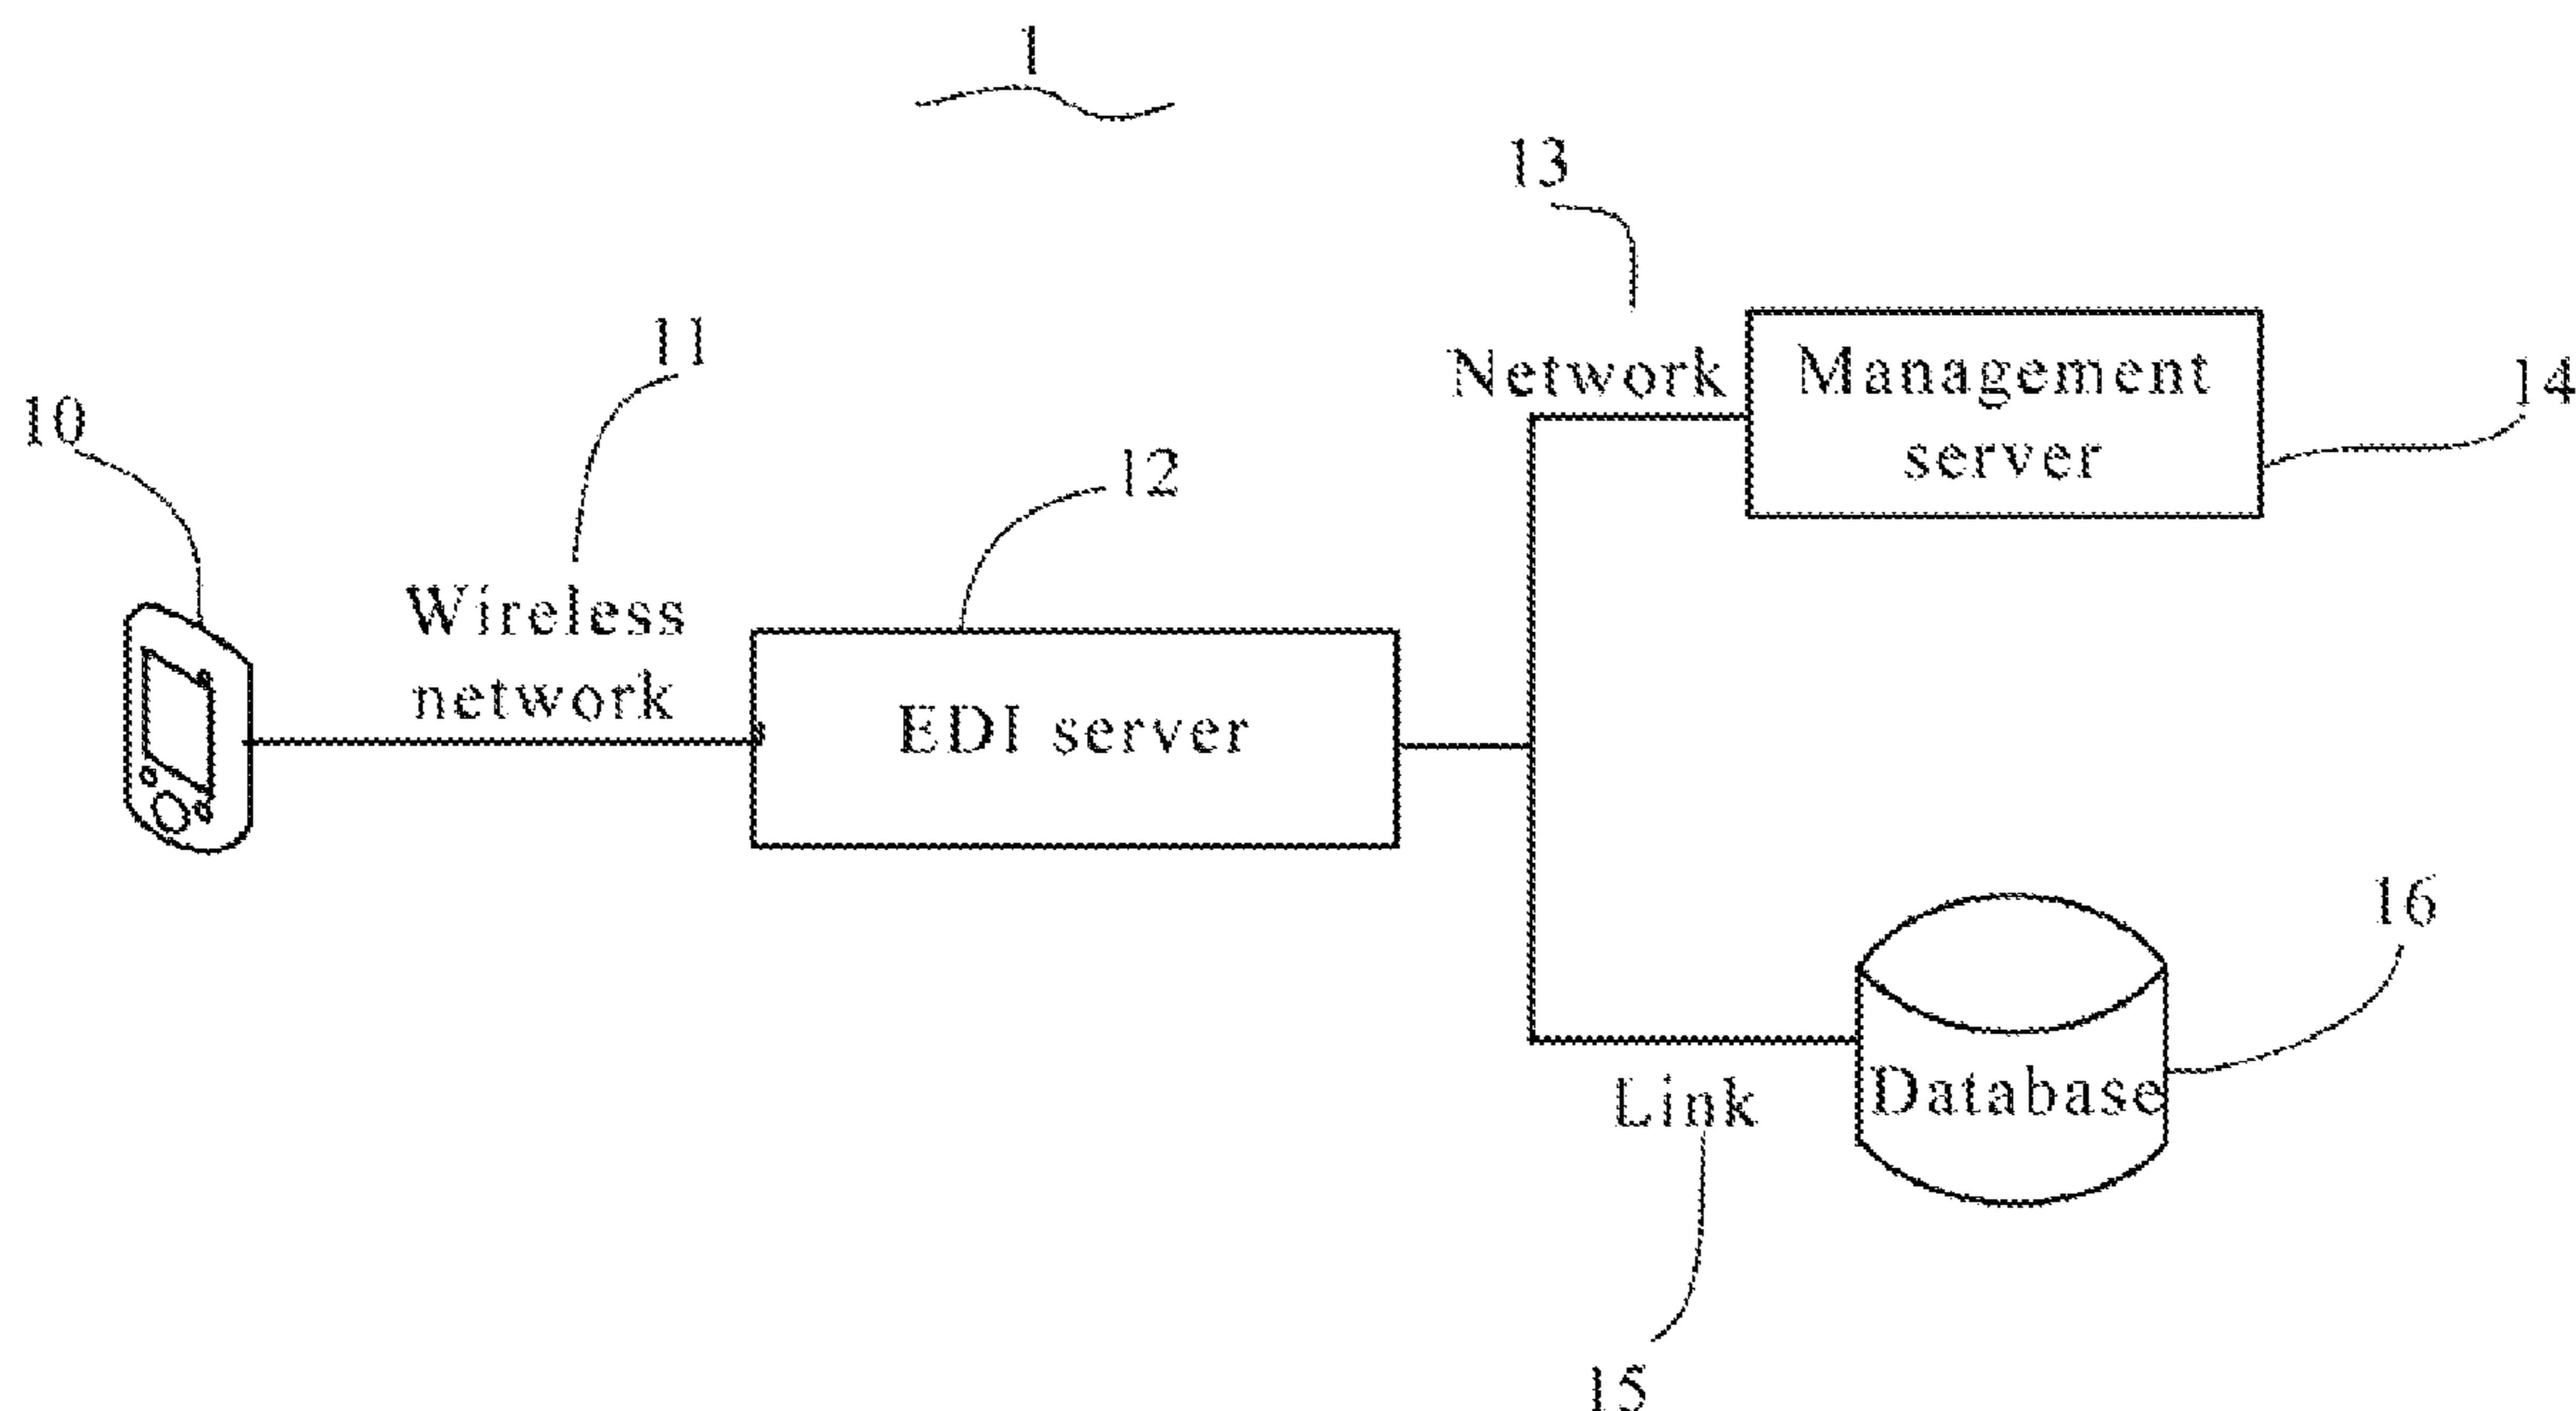 1
13
11
Network
Management
server
14
10
12
Wireless
network
EDI server
16
Database
Link
15